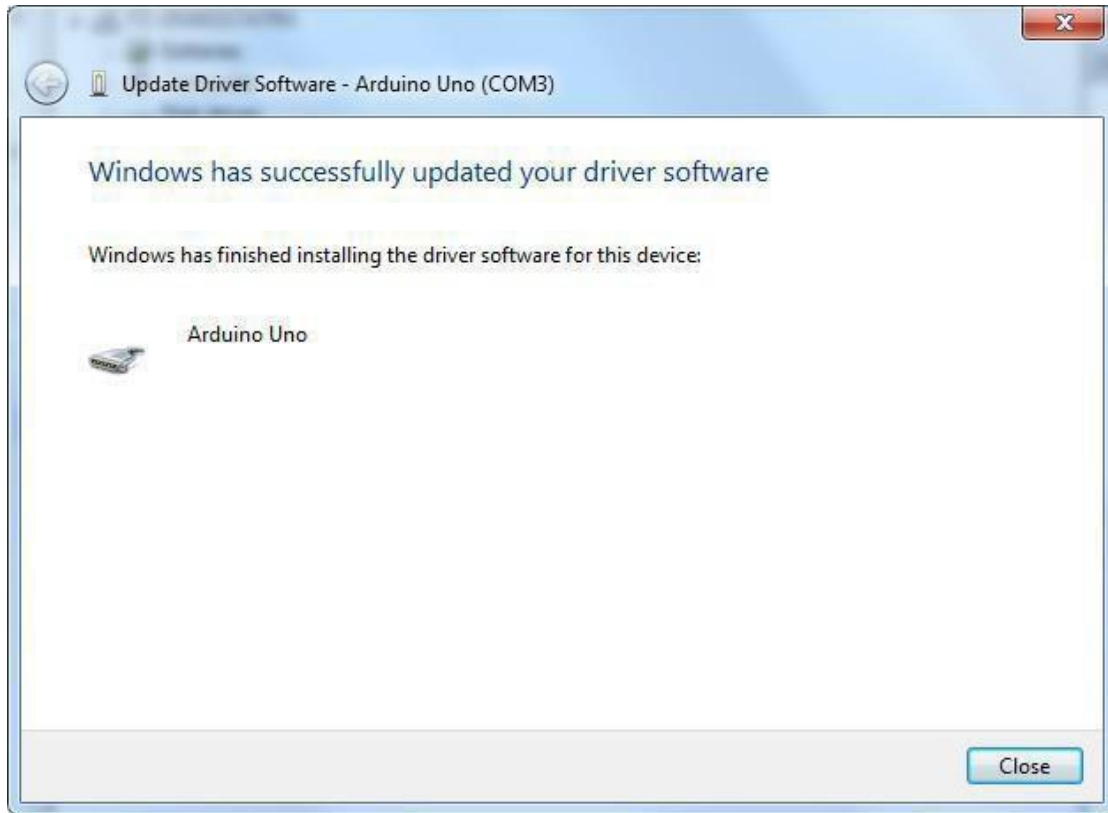 Update Driver Software - Arduino Uno (COM3)
Windows has successfully updated your driver software
Windows has finished installing the driver software for this device:
Arduino Uno
Close